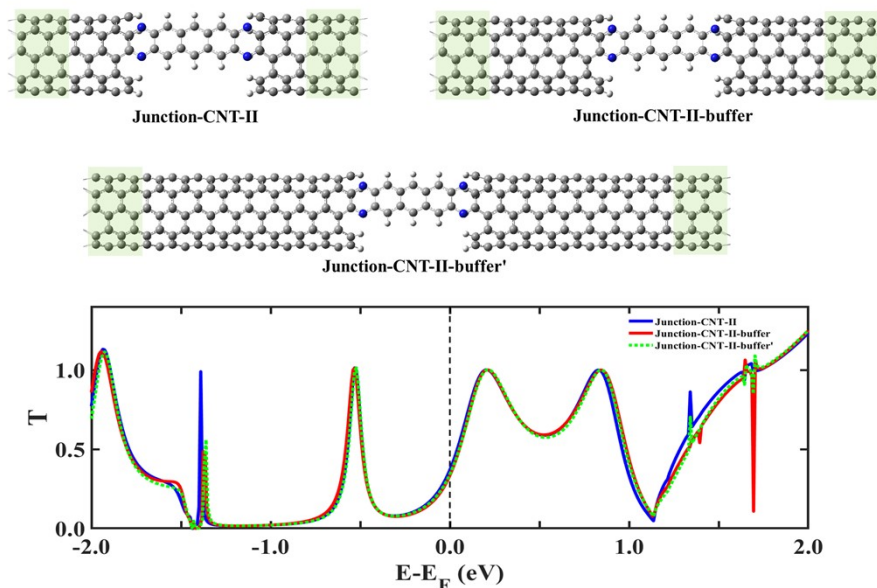 Junction-CNT-II
Junction-CNT-II-buffer
Junction-CNT-II-buffer'
Junction-CNT-II
Junction-CNT-II-buffer
Junction-CNT-II-buffer'
T
1.0
0.5
0.0
-2.0
-1.0
0.0
1.0
2.0
E-E_F (eV)